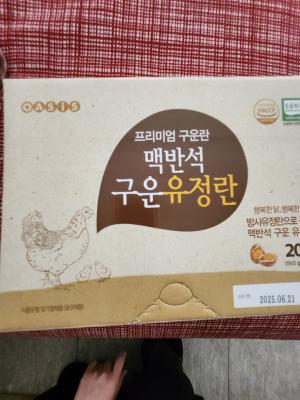 OASIS
HACCP
프리미엄 구운란
맥반석
구운유정란
행복한 닭, 행복한
방사유정란으로
맥반석 구운 유
20
2025.06.21